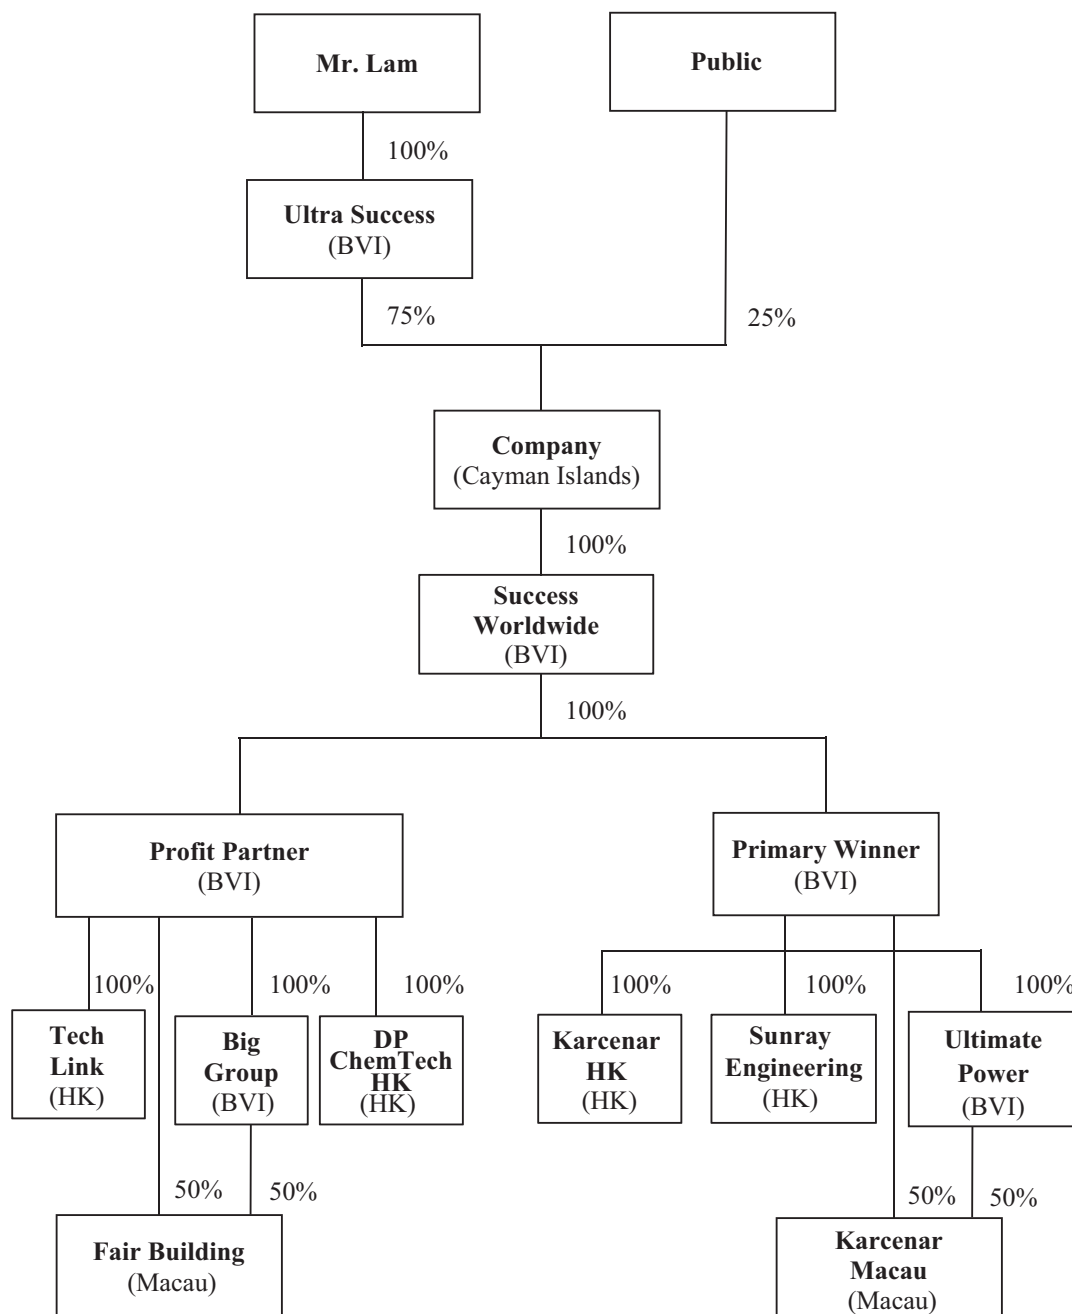 Mr. Lam
Public
100%
Ultra Success
(BVI)
75%
25%
Company
(Cayman Islands)
100%
Success
Worldwide
(BVI)
100%
Profit Partner
(BVI)
Primary Winner
(BVI)
100%
100%
100%
100%
100%
100%
Tech
Link
(HK)
Big
Group
(BVI)
DP
ChemTech
HK
(HK)
Karcenar
HK
(HK)
Sunray
Engineering
(HK)
Ultimate
Power
(BVI)
50%
50%
50%
50%
Fair Building
(Macau)
Karcenar
Macau
(Macau)